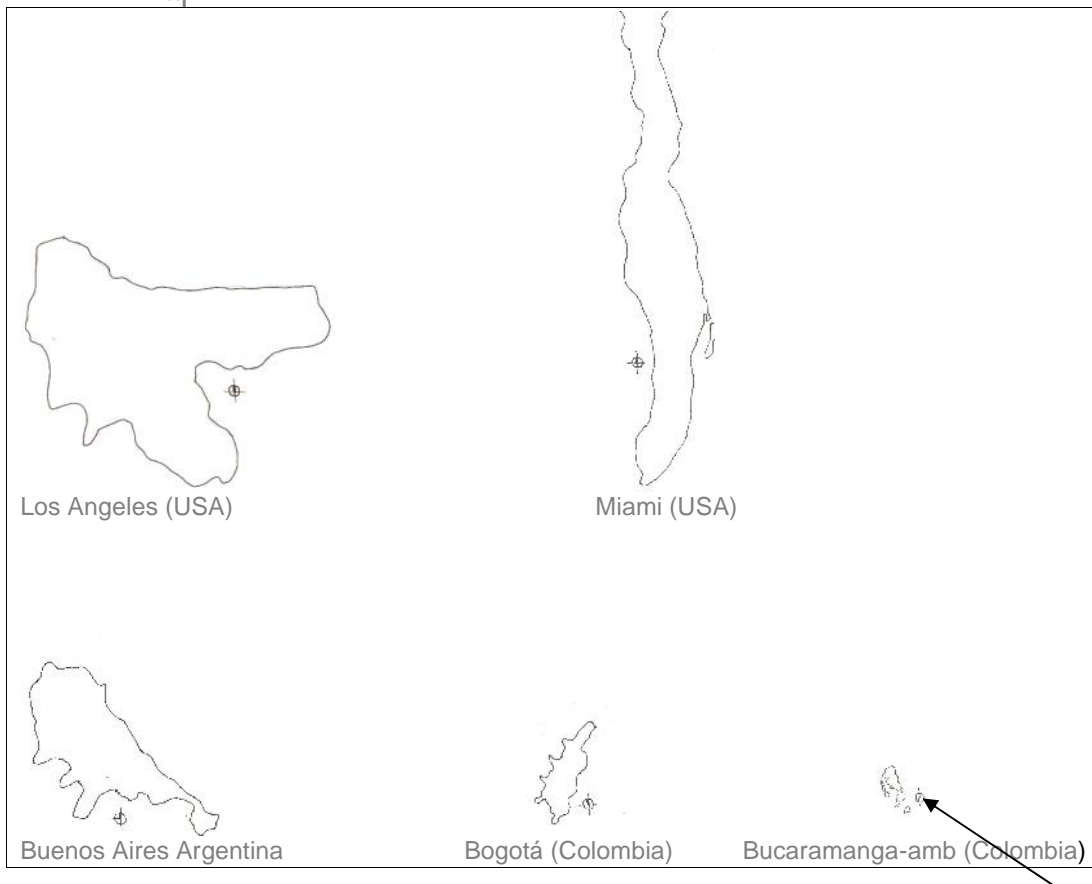 Los Angeles (USA)
Miami (USA)
Buenos Aires Argentina
Bogotá (Colombia)
Bucaramanga-amb (Colombia)